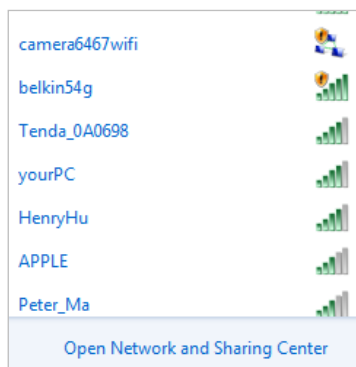 camera6467wifi
belkin54g
Tenda_0A0698
yourPC
HenryHu
APPLE
Peter_Ma
Open Network and Sharing Center